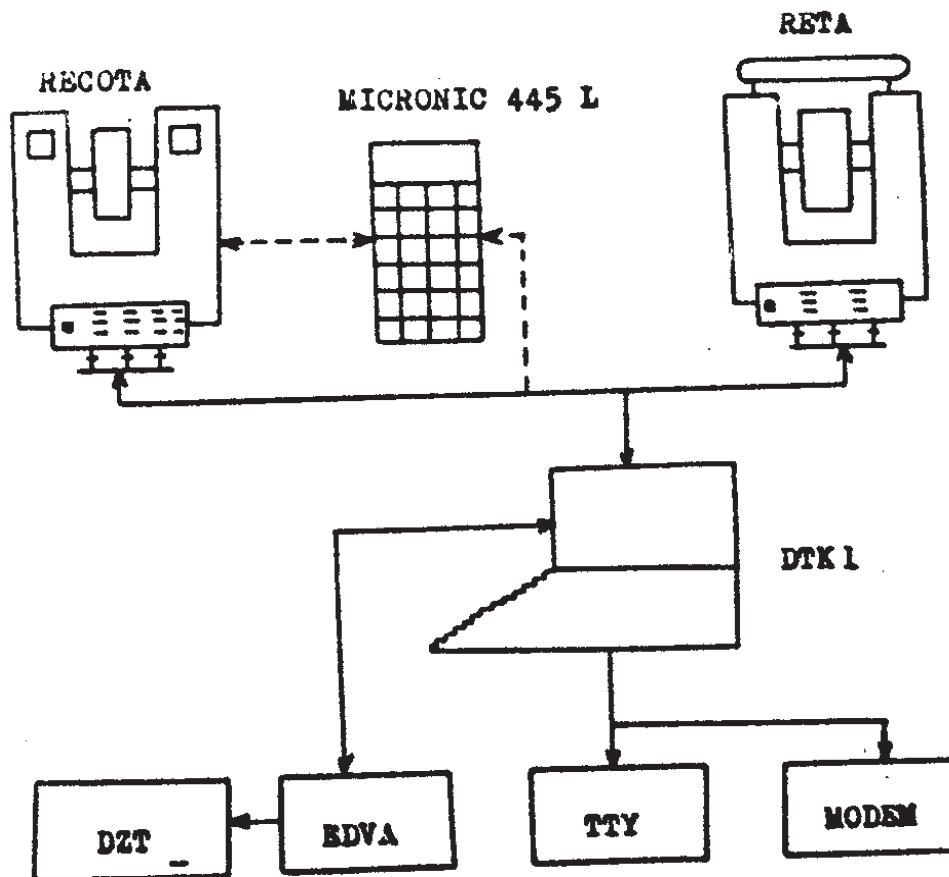 RETA
RECOTA
MICRONIC 445 L
DTK 1
DZT
EDVA
TTY
MODEM